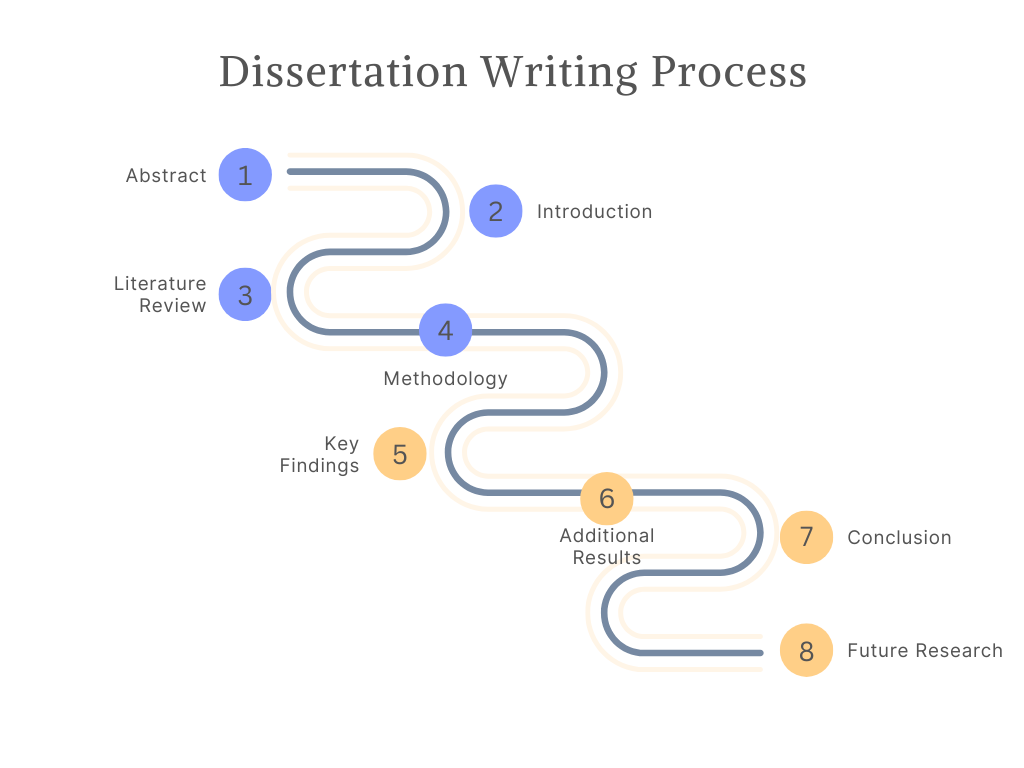 Dissertation Writing Process
Abstract
1
2
Introduction
Literature
Review
3
4
Methodology
Key
Findings
5
6
Additional
Results
7
Conclusion
8
Future Research